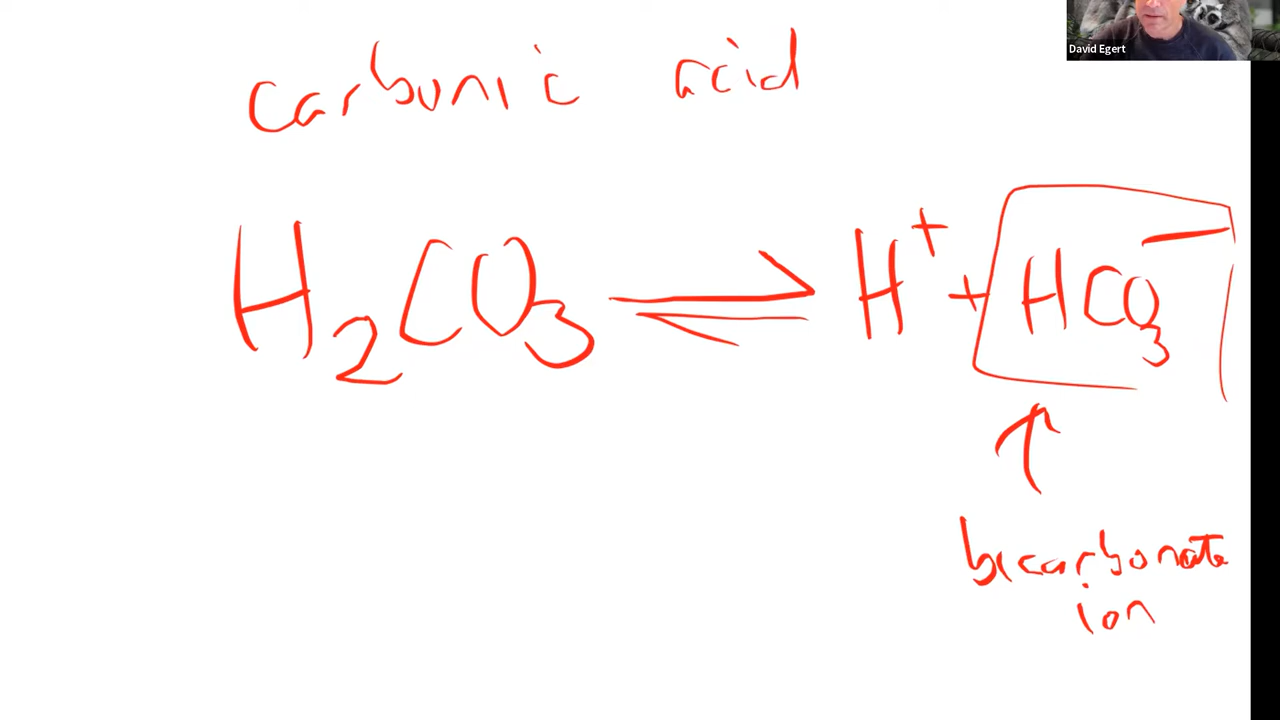 David Egert
carbonic acid
H₂CO₃ ⇌ H⁺ + HCO₃⁻
bicarbonate
ion